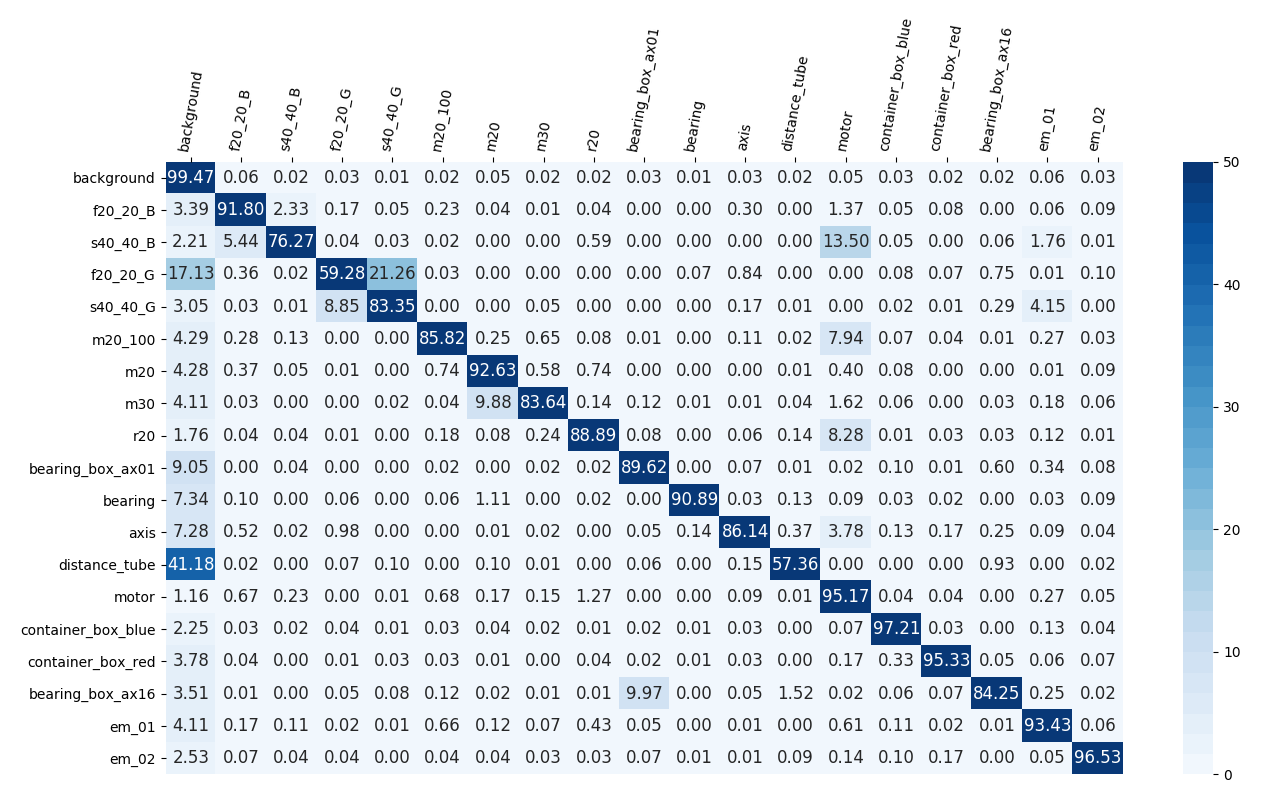 background f20_20_B s40_40_B f20_20_G s40_40_G m20_100 m20 m30 r20 bearing_box_ax01 bearing axis distance_tube motor container_box_blue container_box_red bearing_box_ax16 em_01 em_02
background 99.47 0.06 0.02 0.03 0.01 0.02 0.05 0.02 0.02 0.03 0.01 0.03 0.02 0.05 0.03 0.02 0.02 0.06 0.03
f20_20_B 3.39 91.80 2.33 0.17 0.05 0.23 0.04 0.01 0.04 0.00 0.00 0.30 0.00 1.37 0.05 0.08 0.00 0.06 0.09
s40_40_B 2.21 5.44 76.27 0.04 0.03 0.02 0.00 0.00 0.59 0.00 0.00 0.00 0.00 13.50 0.05 0.00 0.06 1.76 0.01
f20_20_G 17.13 0.36 0.02 59.28 21.26 0.03 0.00 0.00 0.00 0.00 0.07 0.84 0.00 0.00 0.08 0.07 0.75 0.01 0.10
s40_40_G 3.05 0.03 0.01 8.85 83.35 0.00 0.00 0.05 0.00 0.00 0.00 0.17 0.01 0.00 0.02 0.01 0.29 4.15 0.00
m20_100 4.29 0.28 0.13 0.00 0.00 85.82 0.25 0.65 0.08 0.01 0.00 0.11 0.02 7.94 0.07 0.04 0.01 0.27 0.03
m20 4.28 0.37 0.05 0.01 0.00 0.74 92.63 0.58 0.74 0.00 0.00 0.00 0.01 0.40 0.08 0.00 0.00 0.01 0.09
m30 4.11 0.03 0.00 0.00 0.02 0.04 9.88 83.64 0.14 0.12 0.01 0.01 0.04 1.62 0.06 0.00 0.03 0.18 0.06
r20 1.76 0.04 0.04 0.01 0.00 0.18 0.08 0.24 88.89 0.08 0.00 0.06 0.14 8.28 0.01 0.03 0.03 0.12 0.01
bearing_box_ax01 9.05 0.00 0.04 0.00 0.00 0.02 0.00 0.02 0.02 89.62 0.00 0.07 0.01 0.02 0.10 0.01 0.60 0.34 0.08
bearing 7.34 0.10 0.00 0.06 0.00 0.06 1.11 0.00 0.02 0.00 90.89 0.03 0.13 0.09 0.03 0.02 0.00 0.03 0.09
axis 7.28 0.52 0.02 0.98 0.00 0.00 0.01 0.02 0.00 0.05 0.14 86.14 0.37 3.78 0.13 0.17 0.25 0.09 0.04
distance_tube 41.18 0.02 0.00 0.07 0.10 0.00 0.10 0.01 0.00 0.06 0.00 0.15 57.36 0.00 0.00 0.00 0.93 0.00 0.02
motor 1.16 0.67 0.23 0.00 0.01 0.68 0.17 0.15 1.27 0.00 0.00 0.09 0.01 95.17 0.04 0.04 0.00 0.27 0.05
container_box_blue 2.25 0.03 0.02 0.04 0.01 0.03 0.04 0.02 0.01 0.02 0.01 0.03 0.00 0.07 97.21 0.03 0.00 0.13 0.04
container_box_red 3.78 0.04 0.00 0.01 0.03 0.03 0.01 0.00 0.04 0.02 0.01 0.03 0.00 0.17 0.33 95.33 0.05 0.06 0.07
bearing_box_ax16 3.51 0.01 0.00 0.05 0.08 0.12 0.02 0.01 0.01 9.97 0.00 0.05 1.52 0.02 0.06 0.07 84.25 0.25 0.02
em_01 4.11 0.17 0.11 0.02 0.01 0.66 0.12 0.07 0.43 0.05 0.00 0.01 0.00 0.61 0.11 0.02 0.01 93.43 0.06
em_02 2.53 0.07 0.04 0.04 0.00 0.04 0.04 0.03 0.03 0.07 0.01 0.01 0.09 0.14 0.10 0.17 0.00 0.05 96.53
50
40
30
20
10
0